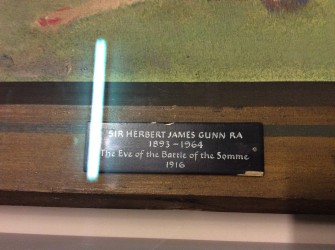 SIR HERBERT JAMES GUNN RA
1893-1964
The Eve of the Battle of the Somme
1916